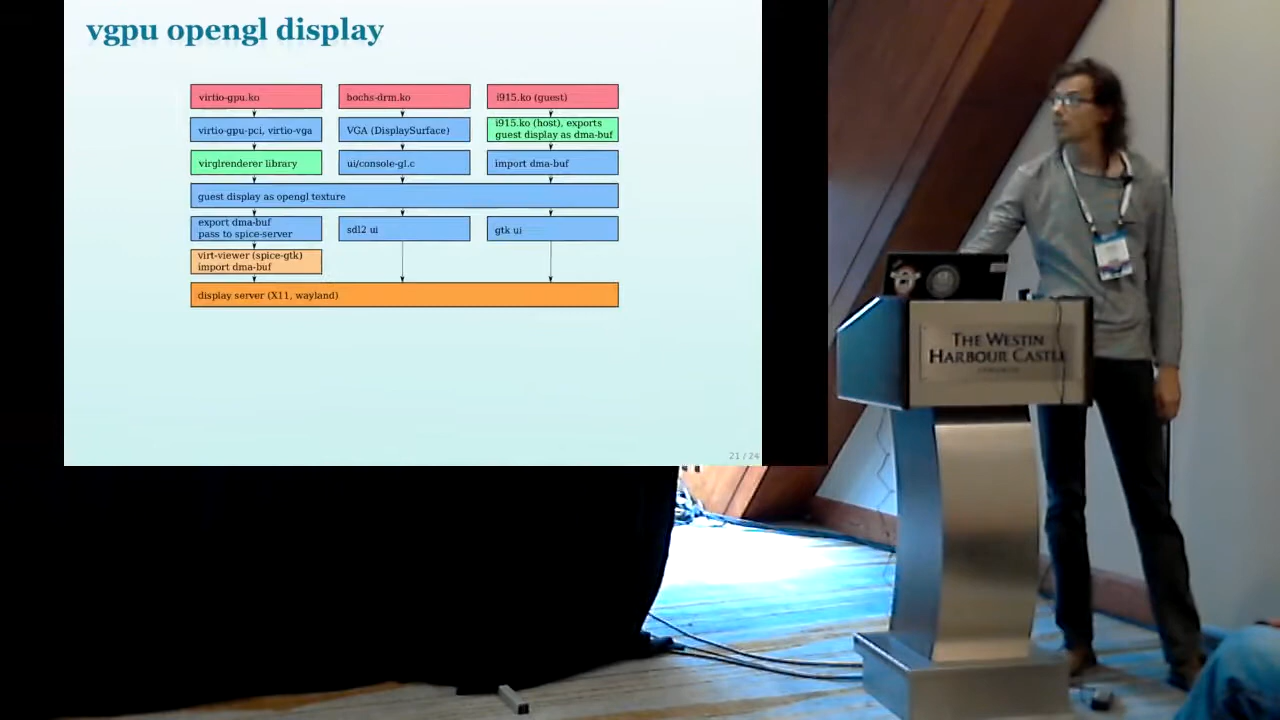 vgpu opengl display
virtio-gpu.ko
bochs-drm.ko
i915.ko (guest)
virtio-gpu-pci, virtio-vga
VGA (DisplaySurface)
i915.ko (host), exports
guest display as dma-buf
virglrenderer library
ui/console-gl.c
import dma-buf
guest display as opengl texture
export dma-buf
pass to spice-server
sdl2 ui
gtk ui
virt-viewer (spice-gtk)
import dma-buf
display server (X11, wayland)
21 / 24
THE WESTIN
HARBOUR CASTLE